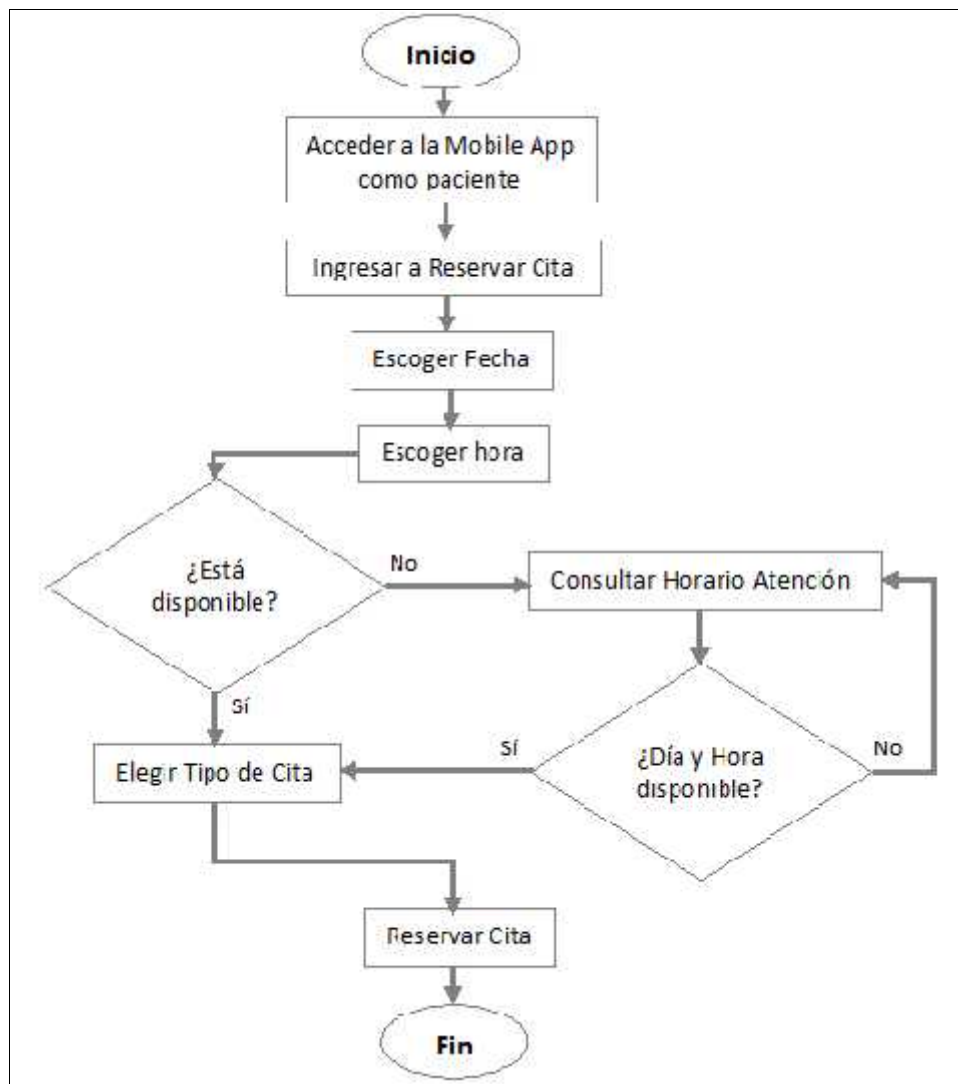 Inicio
Acceder a la Mobile App
como paciente
Ingresar a Reservar Cita
Escoger Fecha
Escoger hora
¿Está
disponible?
No
Consultar Horario Atención
Sí
Elegir Tipo de Cita
Sí
¿Día y Hora
disponible?
No
Reservar Cita
Fin